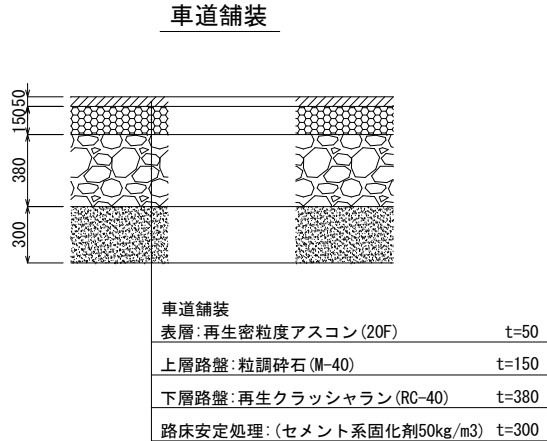 車道舗装
50
150
380
300
車道舗装
表層:再生密粒度アスコン(20F) t=50
上層路盤:粒調砕石(M-40) t=150
下層路盤:再生クラッシャラン(RC-40) t=380
路床安定処理:(セメント系固化剤50kg/m3) t=300